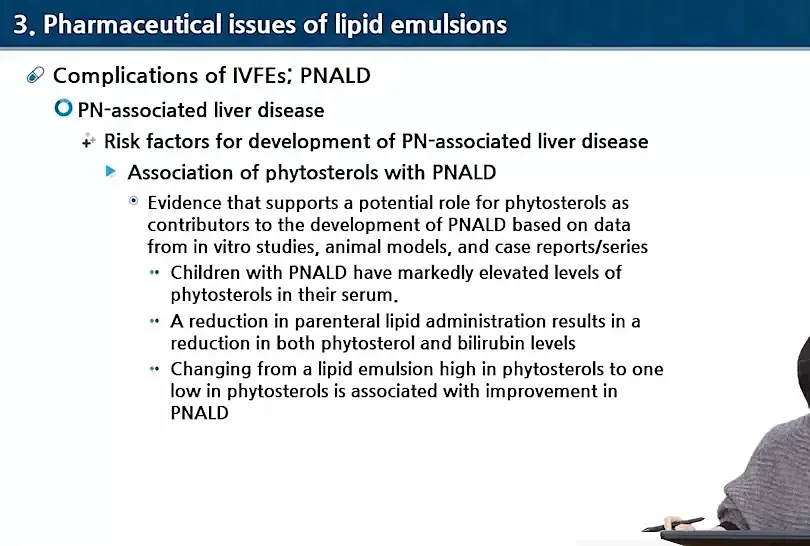 3. Pharmaceutical issues of lipid emulsions
Complications of IVFEs: PNALD
PN-associated liver disease
Risk factors for development of PN-associated liver disease
Association of phytosterols with PNALD
Evidence that supports a potential role for phytosterols as
contributors to the development of PNALD based on data
from in vitro studies, animal models, and case reports/series
Children with PNALD have markedly elevated levels of
phytosterols in their serum.
A reduction in parenteral lipid administration results in a
reduction in both phytosterol and bilirubin levels
Changing from a lipid emulsion high in phytosterols to one
low in phytosterols is associated with improvement in
PNALD